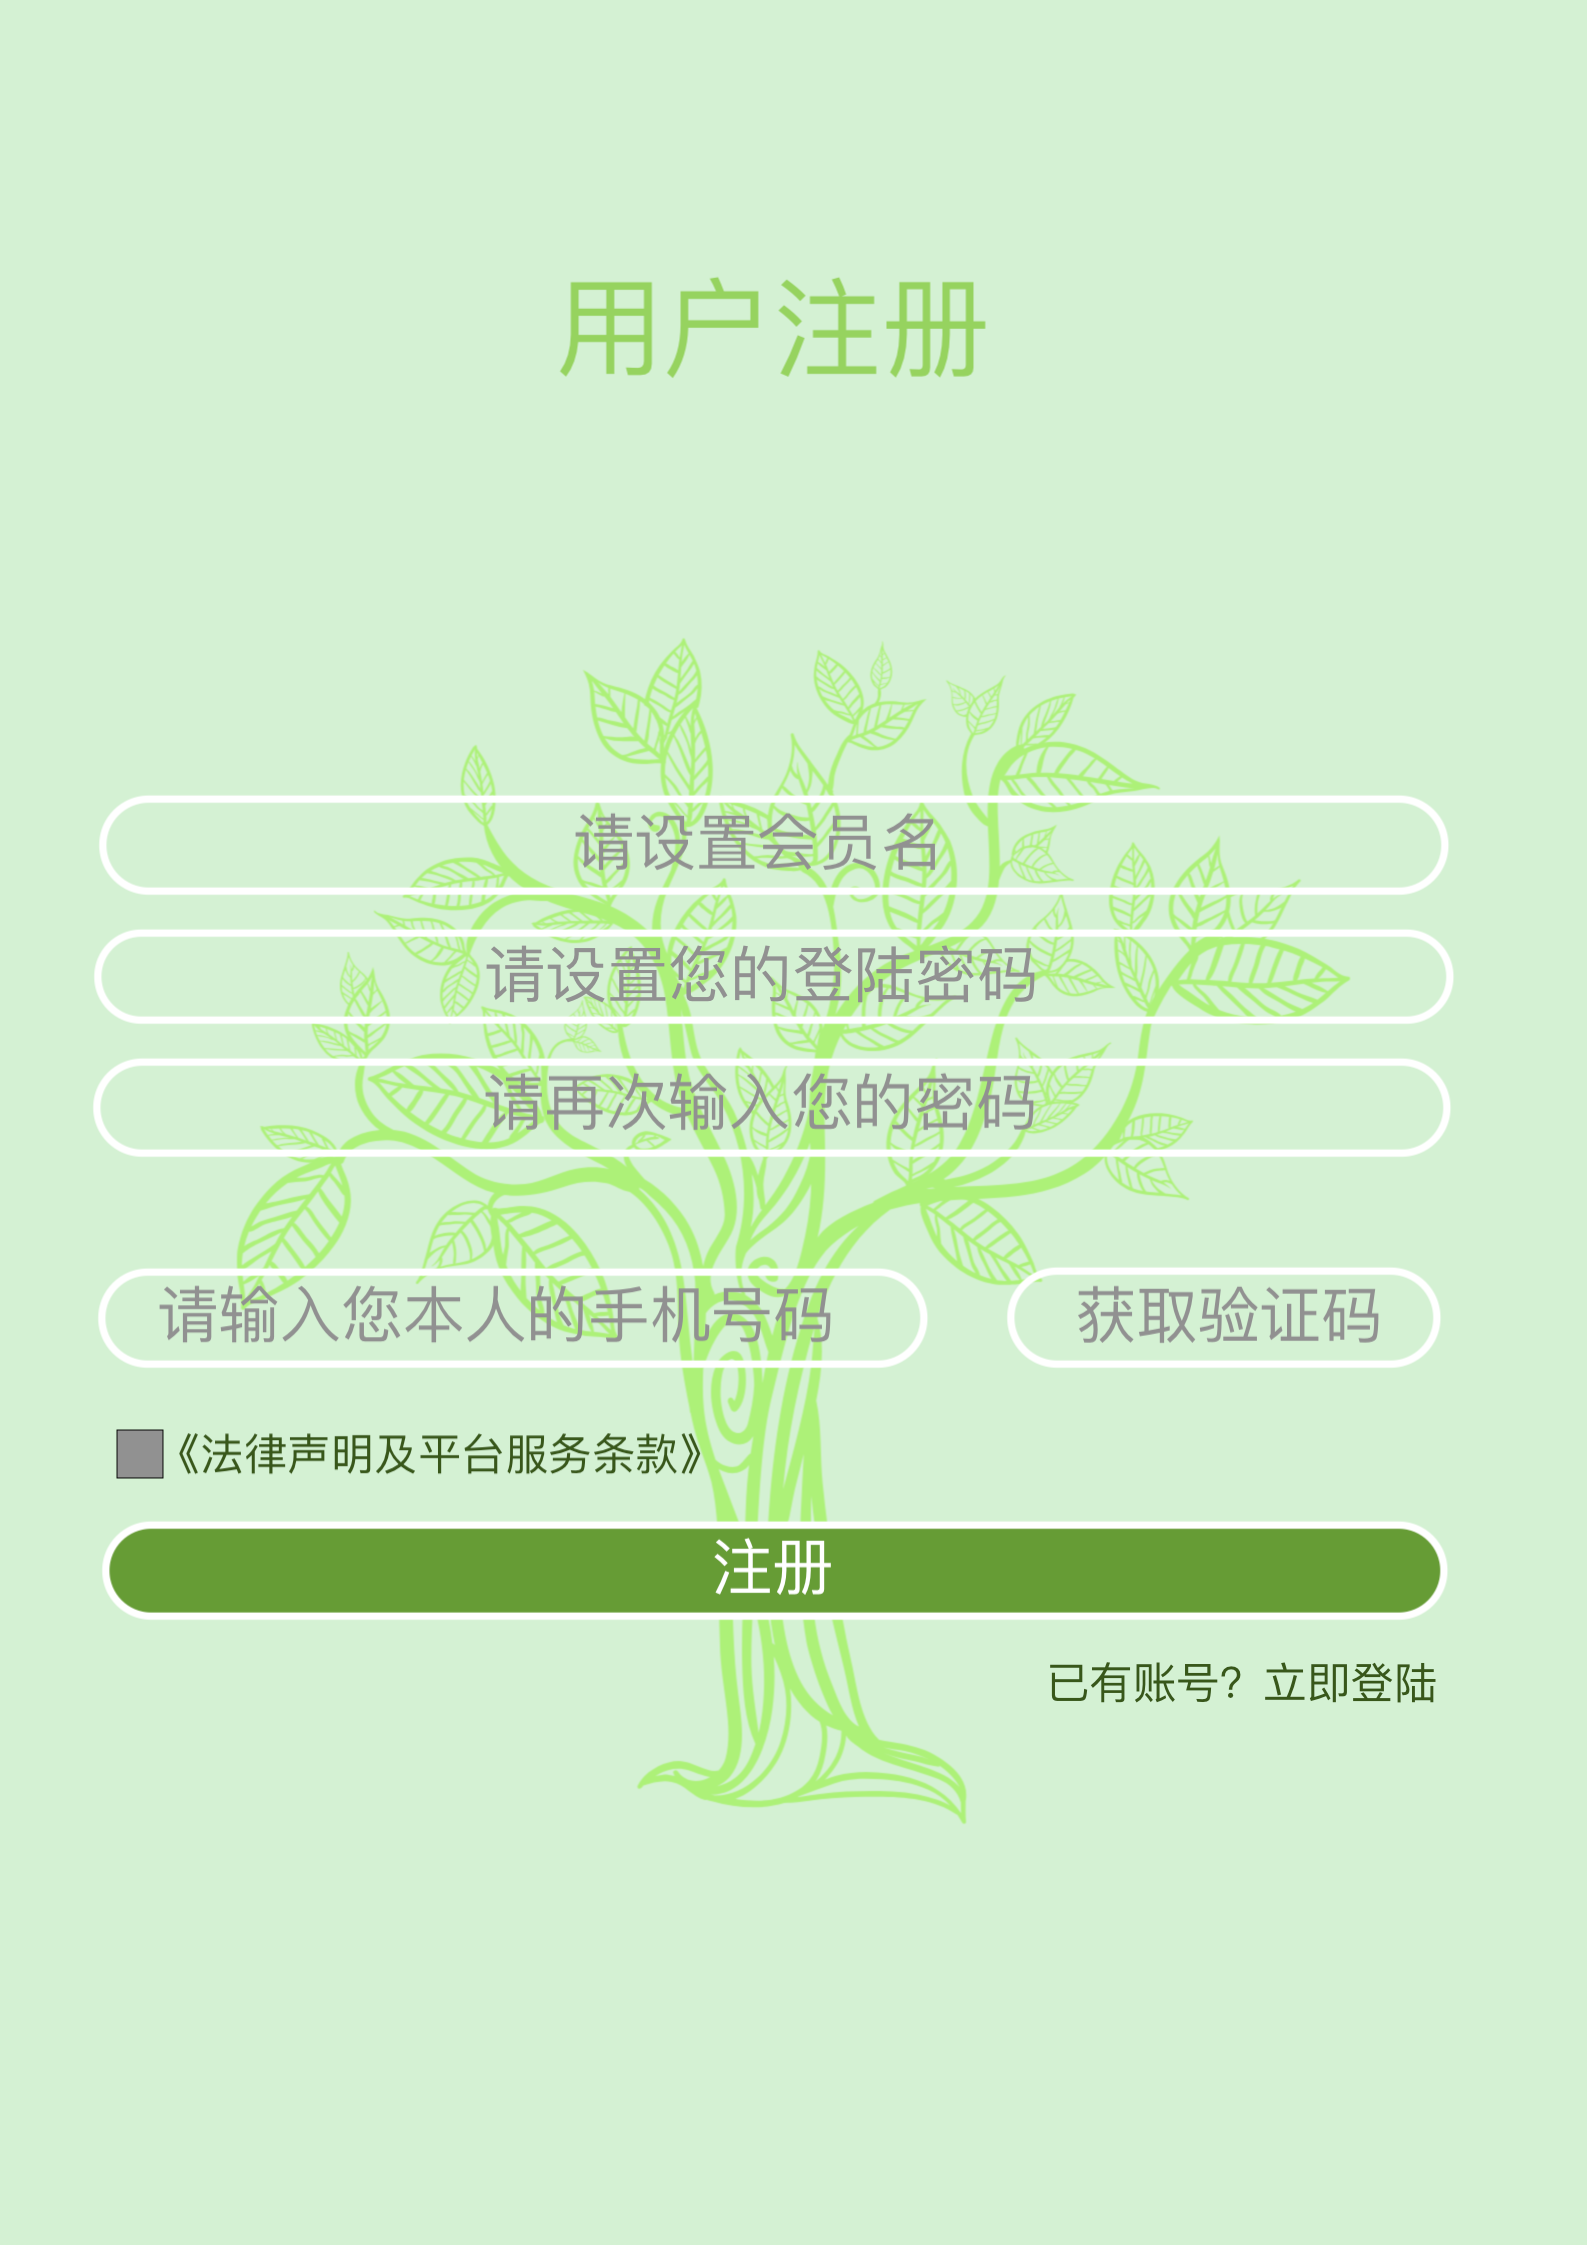 用户注册
请设置会员名
请设置您的登陆密码
请再次输入您的密码
请输入您本人的手机号码
获取验证码
《法律声明及平台服务条款》
注册
已有账号？立即登陆